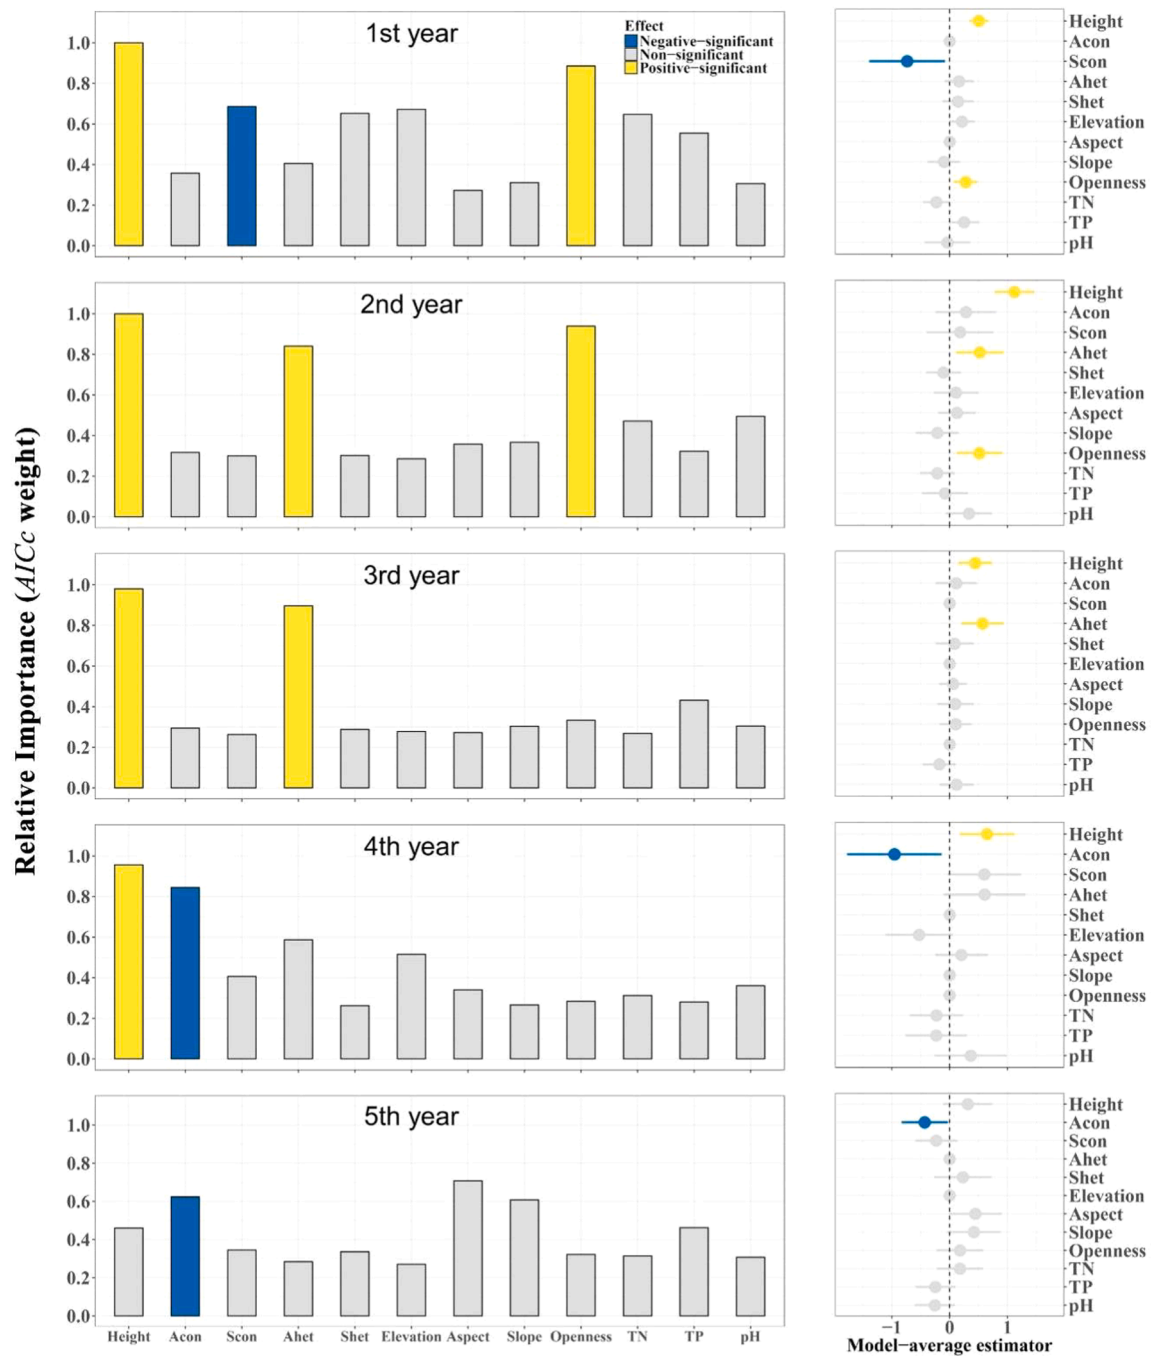 Relative Importance (AICc weight)
1st year
Effect
Negative−significant
Non−significant
Positive−significant
1.0
0.8
0.6
0.4
0.2
0.0
Height
Acon
Scon
Ahet
Shet
Elevation
Aspect
Slope
Openness
TN
TP
pH
2nd year
1.0
0.8
0.6
0.4
0.2
0.0
Height
Acon
Scon
Ahet
Shet
Elevation
Aspect
Slope
Openness
TN
TP
pH
3rd year
1.0
0.8
0.6
0.4
0.2
0.0
Height
Acon
Scon
Ahet
Shet
Elevation
Aspect
Slope
Openness
TN
TP
pH
4th year
1.0
0.8
0.6
0.4
0.2
0.0
Height
Acon
Scon
Ahet
Shet
Elevation
Aspect
Slope
Openness
TN
TP
pH
5th year
1.0
0.8
0.6
0.4
0.2
0.0
Height Acon Scon Ahet Shet Elevation Aspect Slope Openness TN TP pH
Height
Acon
Scon
Ahet
Shet
Elevation
Aspect
Slope
Openness
TN
TP
pH
−1 0 1
Model−average estimator